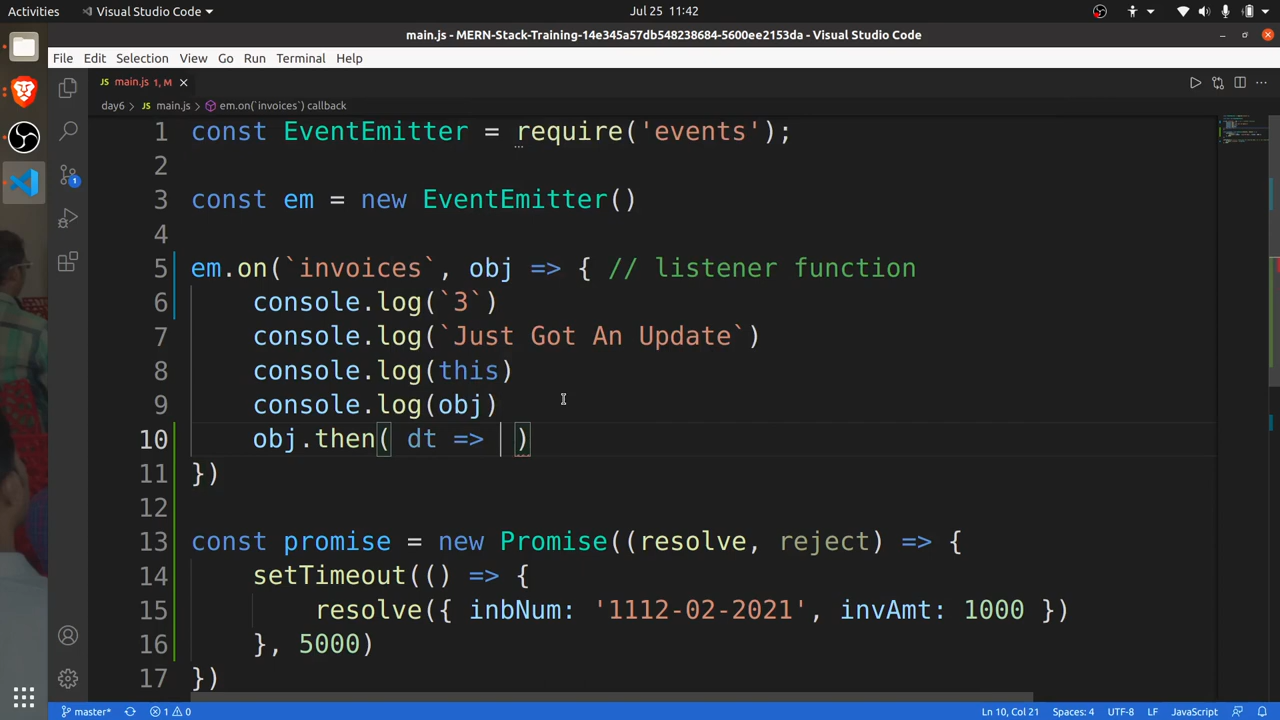 Activities
Visual Studio Code
Jul 25 11:42
main.js - MERN-Stack-Training-14e345a57db548238684-5600ee2153da - Visual Studio Code
File Edit Selection View Go Run Terminal Help
main.js 1, M
day6 > main.js > em.on(`invoices`) callback
1 const EventEmitter = require('events');
2
3 const em = new EventEmitter()
4
5 em.on(`invoices`, obj => { // listener function
6 console.log(`3`)
7 console.log(`Just Got An Update`)
8 console.log(this)
9 console.log(obj)
10 obj.then( dt => )
11 })
12
13 const promise = new Promise((resolve, reject) => {
14 setTimeout(() => {
15 resolve({ inbNum: '1112-02-2021', invAmt: 1000 })
16 }, 5000)
17 })
1
master* 1 0 Ln 10, Col 21 Spaces: 4 UTF-8 LF JavaScript